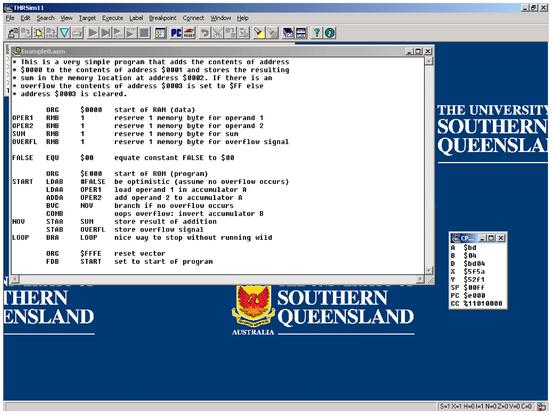 THRSim11
File Edit Search View Target Execute Label Breakpoint Connect Window Help
Example0.asm
* This is a very simple program that adds the contents of address
* $0000 to the contents of address $0001 and stores the resulting
* sum in the memory location at address $0002. If there is an
* overflow the contents of address $0003 is set to $FF else
* address $0003 is cleared.
ORG $0000 start of RAM (data)
OPER1 RMB 1 reserve 1 memory byte for operand 1
OPER2 RMB 1 reserve 1 memory byte for operand 2
SUM RMB 1 reserve 1 memory byte for sum
OVERFL RMB 1 reserve 1 memory byte for overflow signal
FALSE EQU $00 equate constant FALSE to $00
ORG $E000 start of ROM (program)
START LDAB #FALSE be optimistic (assume no overflow occurs)
LDAA OPER1 load operand 1 in accumulator A
ADDA OPER2 add operand 2 to accumulator A
BVC NOV branch if no overflow occurs
COMB oops overflow: invert accumulator B
NOV STAA SUM store result of addition
STAB OVERFL store overflow signal
LOOP BRA LOOP nice way to stop without running wild
ORG $FFFE reset vector
FDB START set to start of program
THE UNIVERSITY
SOUTHERN
QUEENSLA
CP...
A $bd
B $04
D $bd04
X $5f5a
Y $52f1
SP $00ff
PC $e000
CC %11010000
THERN
ENSLAND
SOUTHERN
QUEENSLAND
AUSTRALIA
S=1 X=1 H=0 I=1 N=0 Z=0 V=0 C=0